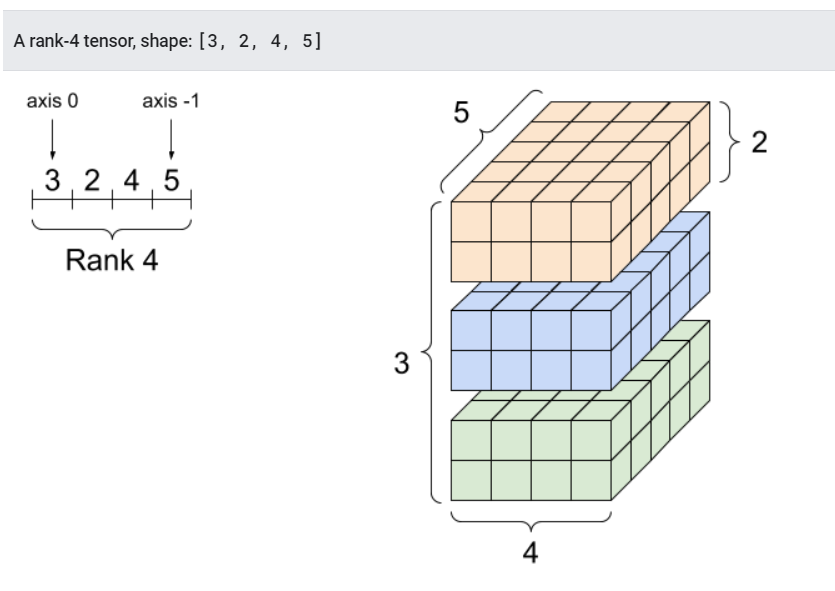 A rank-4 tensor, shape: [3, 2, 4, 5]
axis 0 axis -1
3 2 4 5
Rank 4
5
2
3
4